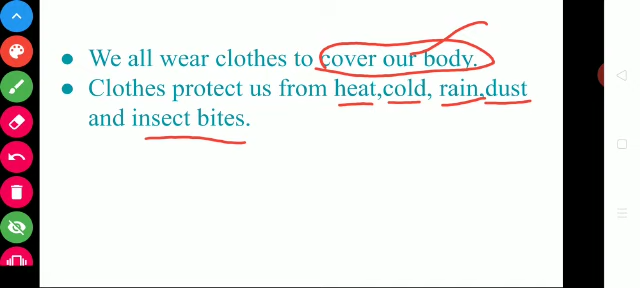 • We all wear clothes to cover our body.
• Clothes protect us from heat,cold, rain,dust
and insect bites.